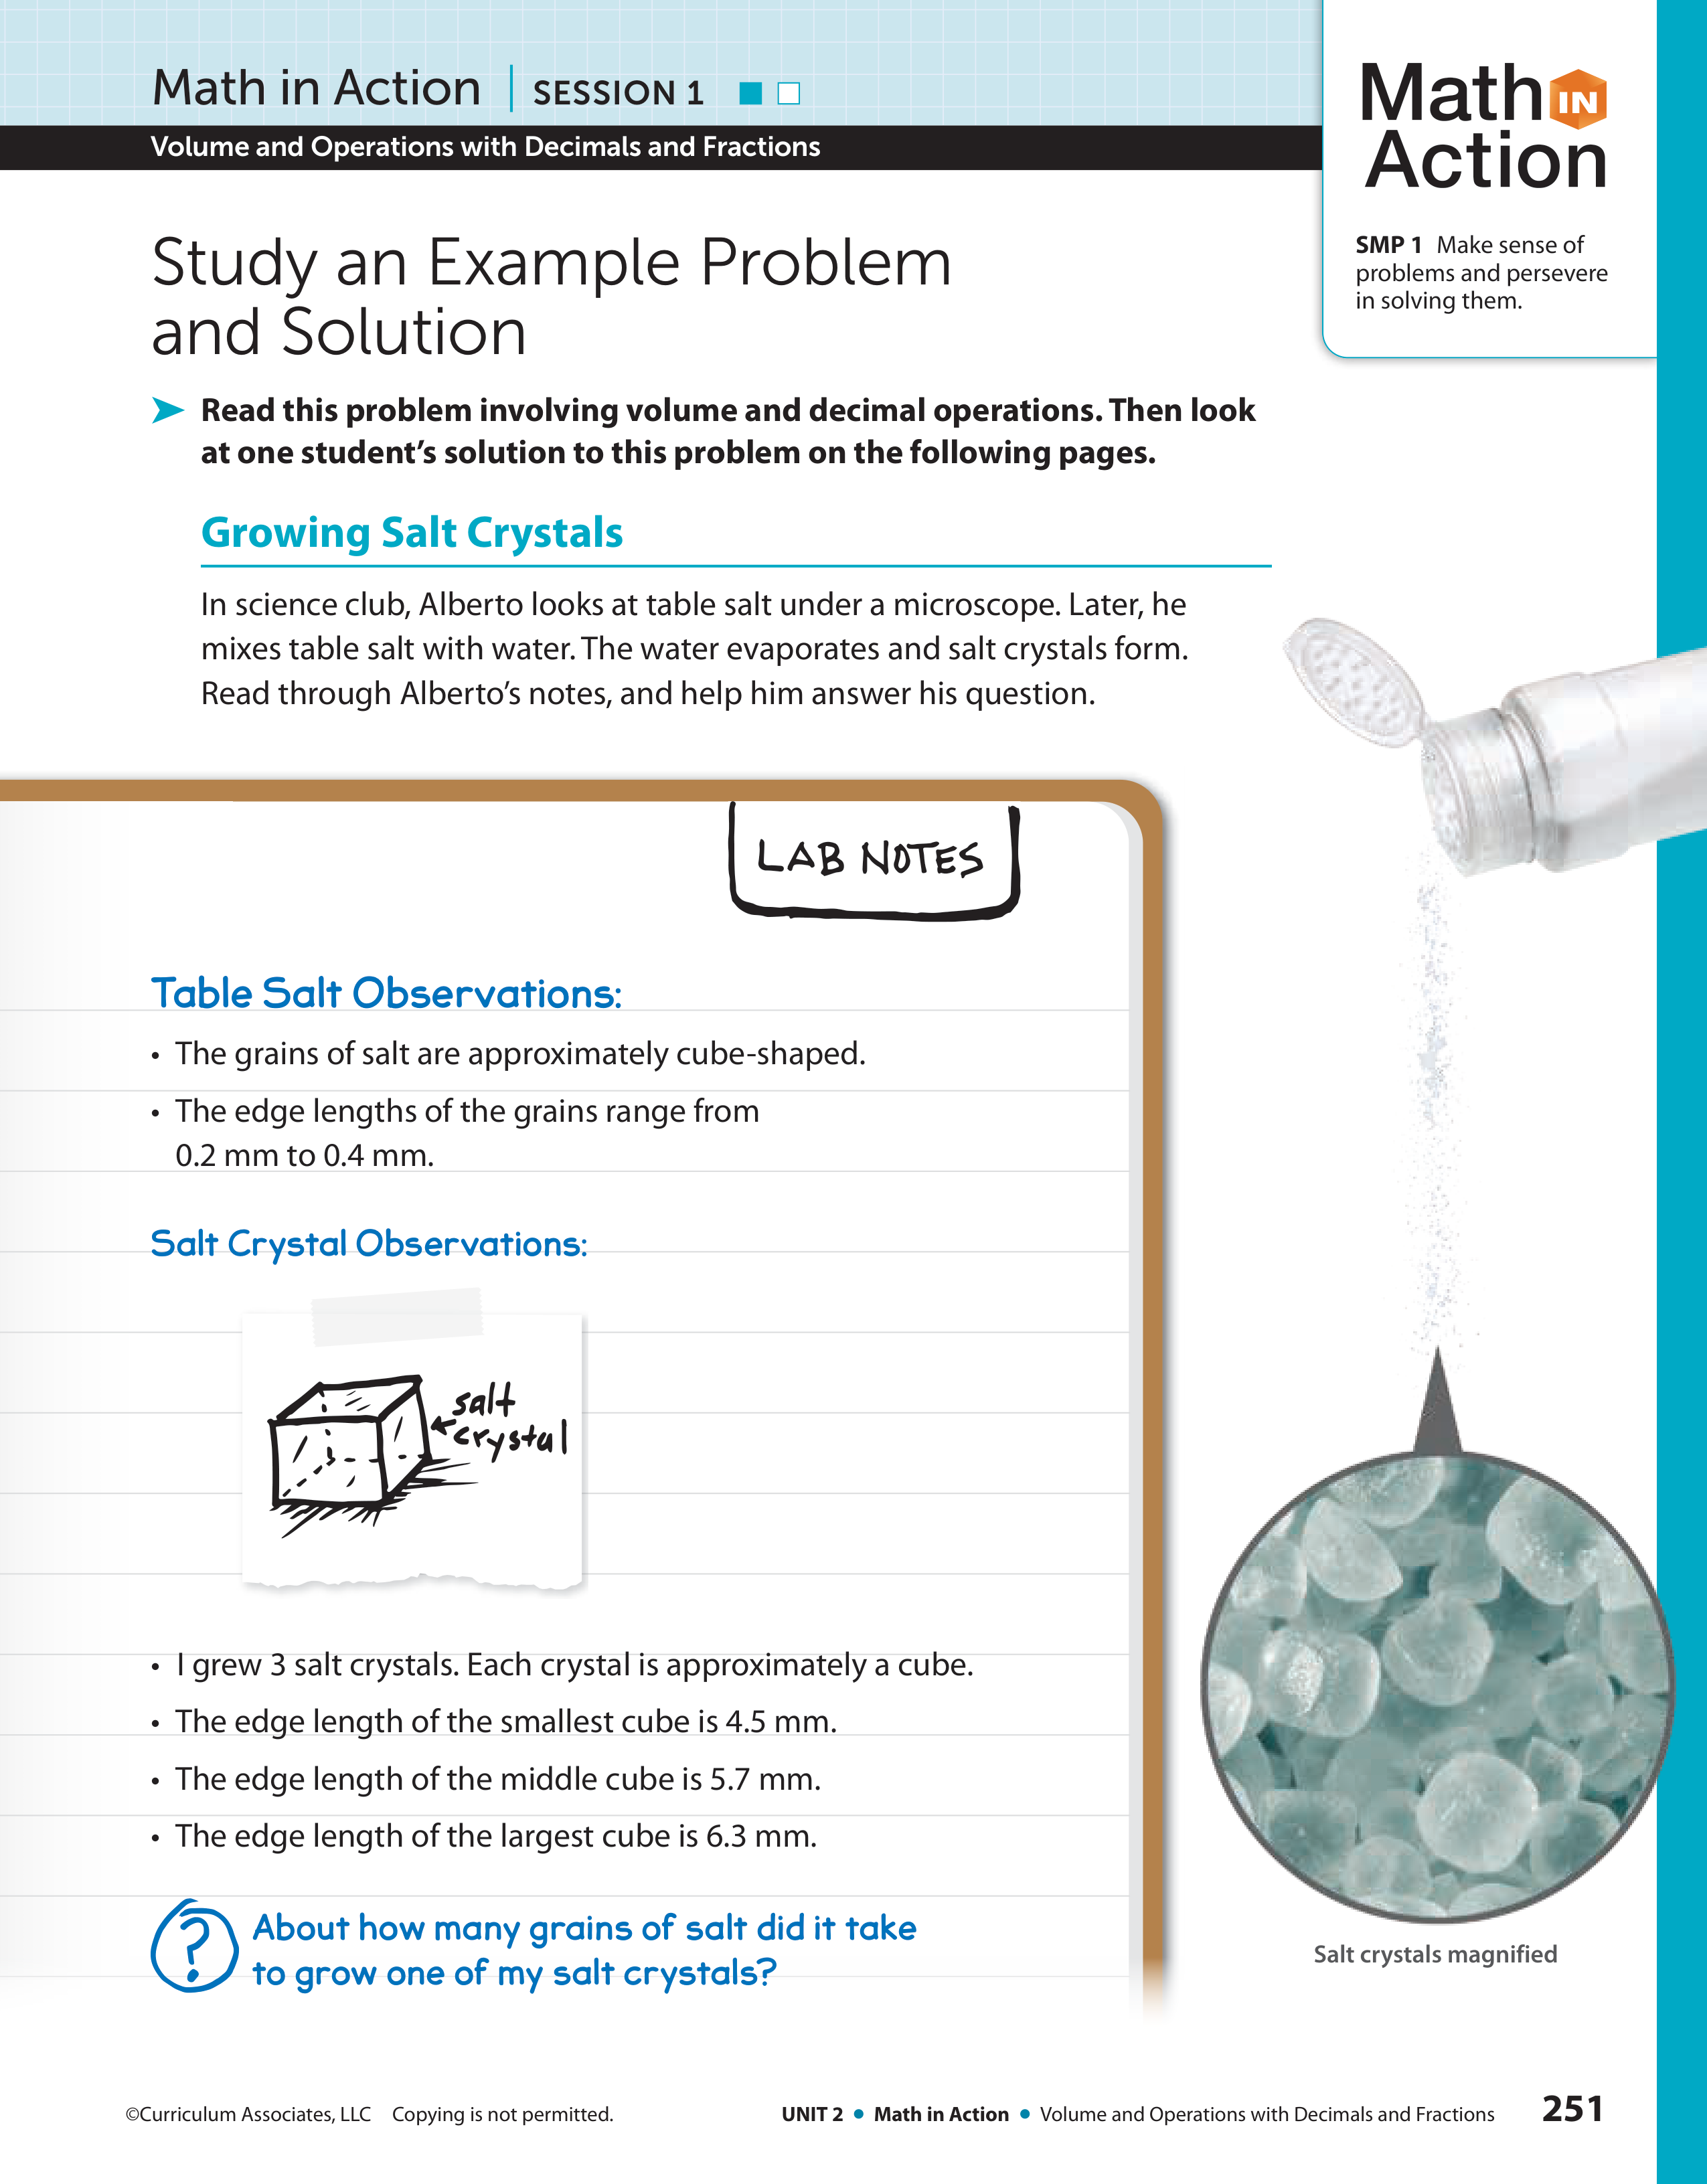 Math in Action | SESSION 1
Volume and Operations with Decimals and Fractions
Math IN
Action
SMP 1 Make sense of
problems and persevere
in solving them.
Study an Example Problem
and Solution
Read this problem involving volume and decimal operations. Then look
at one student's solution to this problem on the following pages.
Growing Salt Crystals
In science club, Alberto looks at table salt under a microscope. Later, he
mixes table salt with water. The water evaporates and salt crystals form.
Read through Alberto's notes, and help him answer his question.
LAB NOTES
Table Salt Observations:
• The grains of salt are approximately cube-shaped.
• The edge lengths of the grains range from
0.2 mm to 0.4 mm.
Salt Crystal Observations:
salt
crystal
• I grew 3 salt crystals. Each crystal is approximately a cube.
• The edge length of the smallest cube is 4.5 mm.
• The edge length of the middle cube is 5.7 mm.
• The edge length of the largest cube is 6.3 mm.
? About how many grains of salt did it take
to grow one of my salt crystals?
Salt crystals magnified
©Curriculum Associates, LLC Copying is not permitted.
UNIT 2 • Math in Action • Volume and Operations with Decimals and Fractions 251